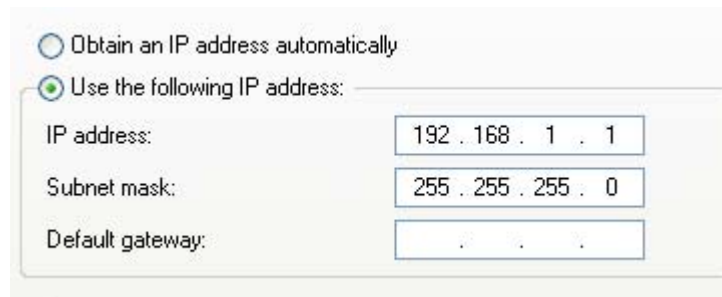 Obtain an IP address automatically
Use the following IP address:
IP address: 192 . 168 . 1 . 1
Subnet mask: 255 . 255 . 255 . 0
Default gateway: . . .